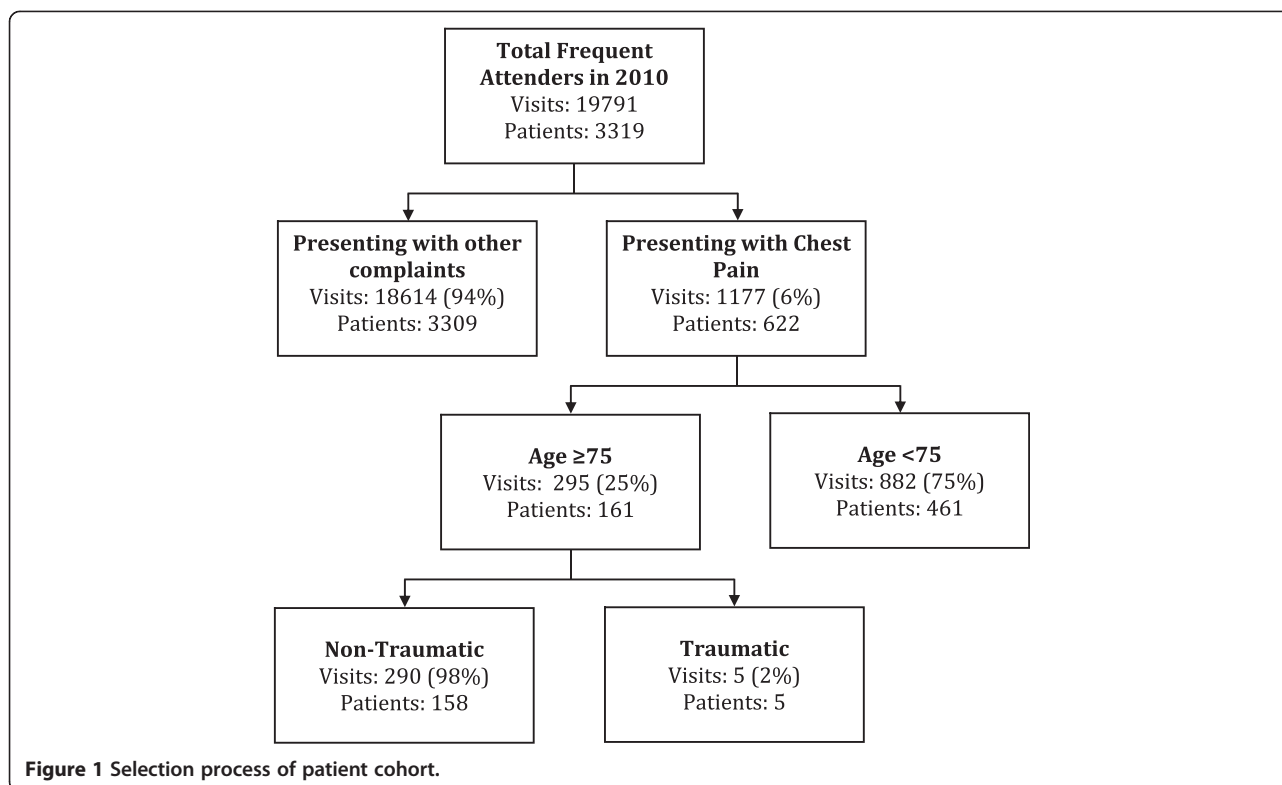 Total Frequent
Attenders in 2010
Visits: 19791
Patients: 3319
Presenting with other
complaints
Visits: 18614 (94%)
Patients: 3309
Presenting with Chest
Pain
Visits: 1177 (6%)
Patients: 622
Age ≥75
Visits: 295 (25%)
Patients: 161
Age <75
Visits: 882 (75%)
Patients: 461
Non-Traumatic
Visits: 290 (98%)
Patients: 158
Traumatic
Visits: 5 (2%)
Patients: 5
Figure 1 Selection process of patient cohort.